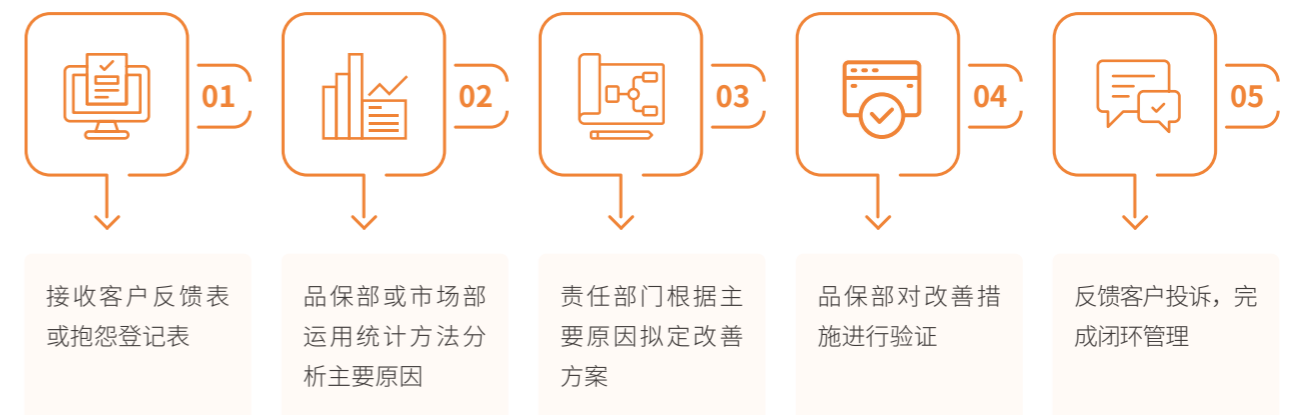 01
接收客户反馈表
或抱怨登记表
02
品保部或市场部
运用统计方法分
析主要原因
03
责任部门根据主
要原因拟定改善
方案
04
品保部对改善措
施进行验证
05
反馈客户投诉，完
成闭环管理